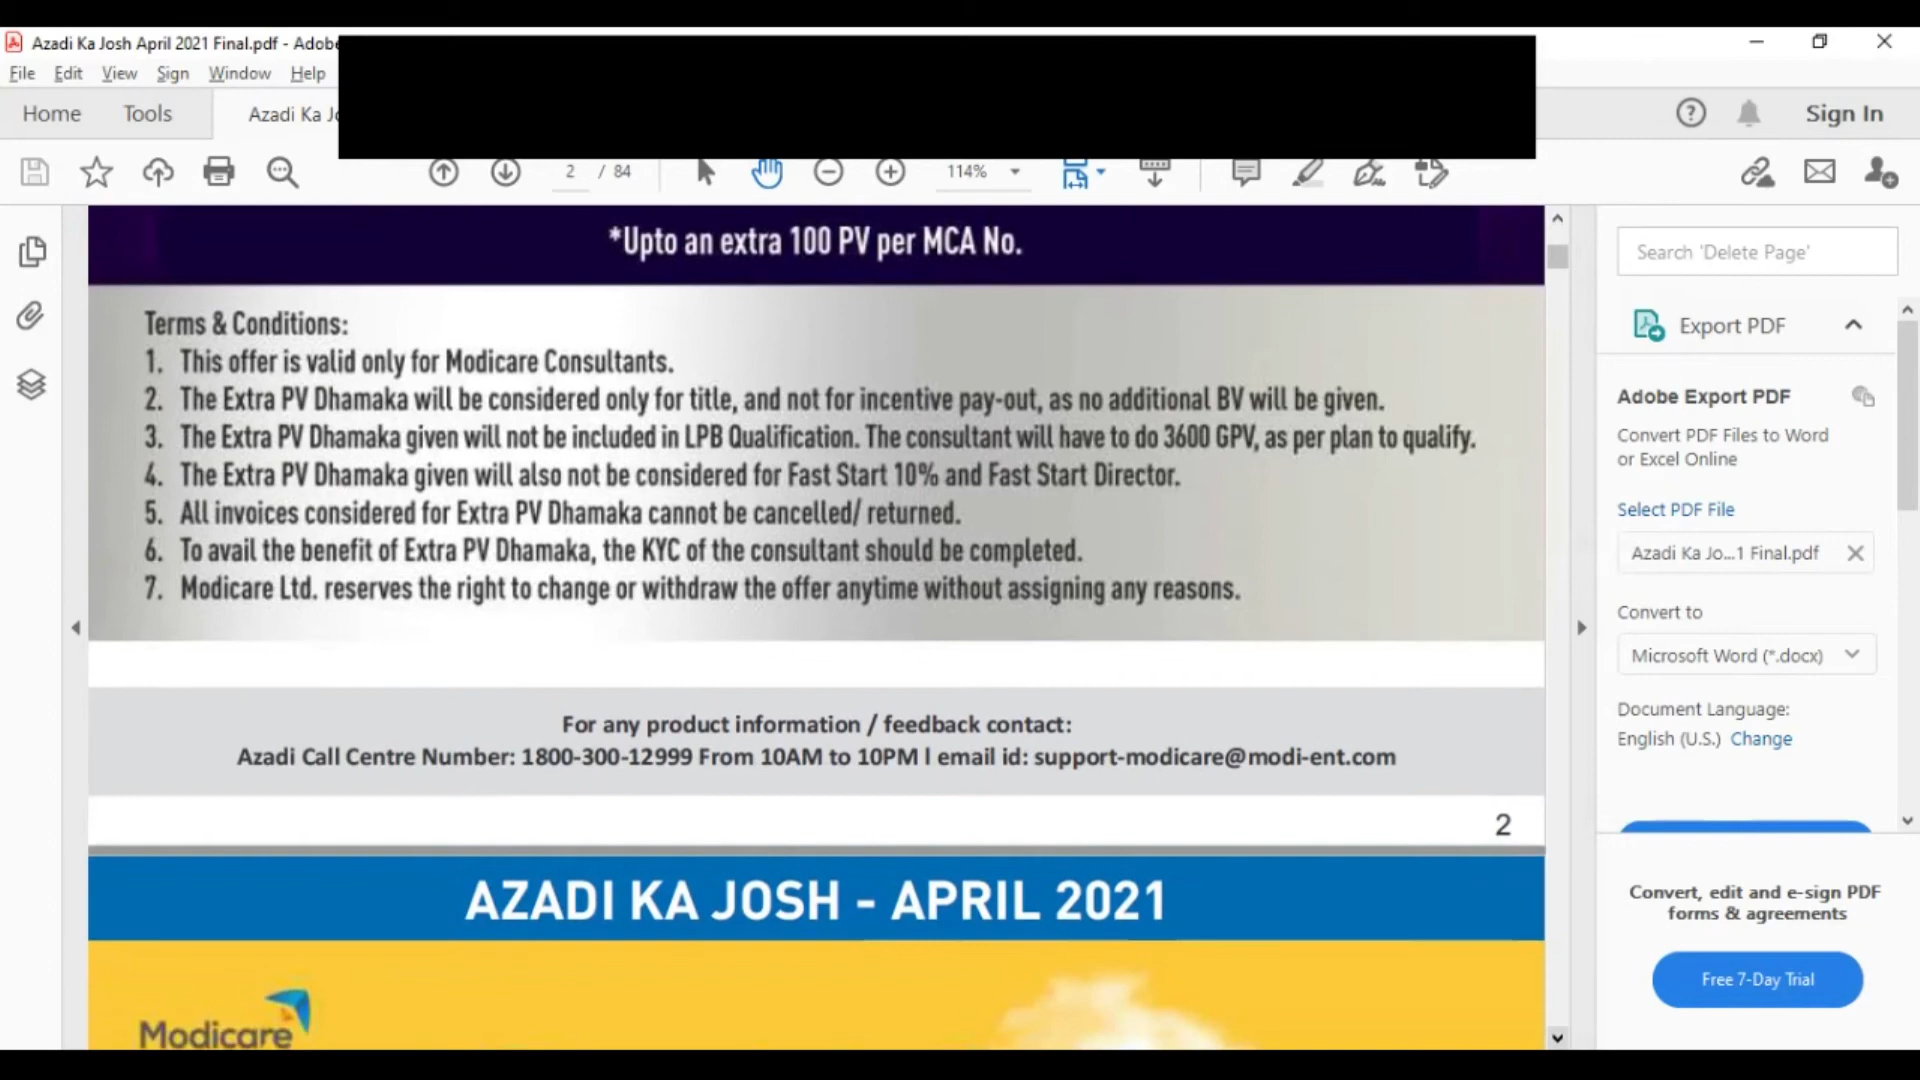 Azadi Ka Josh April 2021 Final.pdf - Adobe
File Edit View Sign Window Help
Home Tools Azadi Ka Jo
Sign In
2 / 84
114%
*Upto an extra 100 PV per MCA No.
Terms & Conditions:
1. This offer is valid only for Modicare Consultants.
2. The Extra PV Dhamaka will be considered only for title, and not for incentive pay-out, as no additional BV will be given.
3. The Extra PV Dhamaka given will not be included in LPB Qualification. The consultant will have to do 3600 GPV, as per plan to qualify.
4. The Extra PV Dhamaka given will also not be considered for Fast Start 10% and Fast Start Director.
5. All invoices considered for Extra PV Dhamaka cannot be cancelled/ returned.
6. To avail the benefit of Extra PV Dhamaka, the KYC of the consultant should be completed.
7. Modicare Ltd. reserves the right to change or withdraw the offer anytime without assigning any reasons.
For any product information / feedback contact:
Azadi Call Centre Number: 1800-300-12999 From 10AM to 10PM l email id: support-modicare@modi-ent.com
2
AZADI KA JOSH - APRIL 2021
Modicare
Search 'Delete Page'
Export PDF
Adobe Export PDF
Convert PDF Files to Word
or Excel Online
Select PDF File
Azadi Ka Jo...1 Final.pdf
Convert to
Microsoft Word (*.docx)
Document Language:
English (U.S.) Change
Convert, edit and e-sign PDF
forms & agreements
Free 7-Day Trial